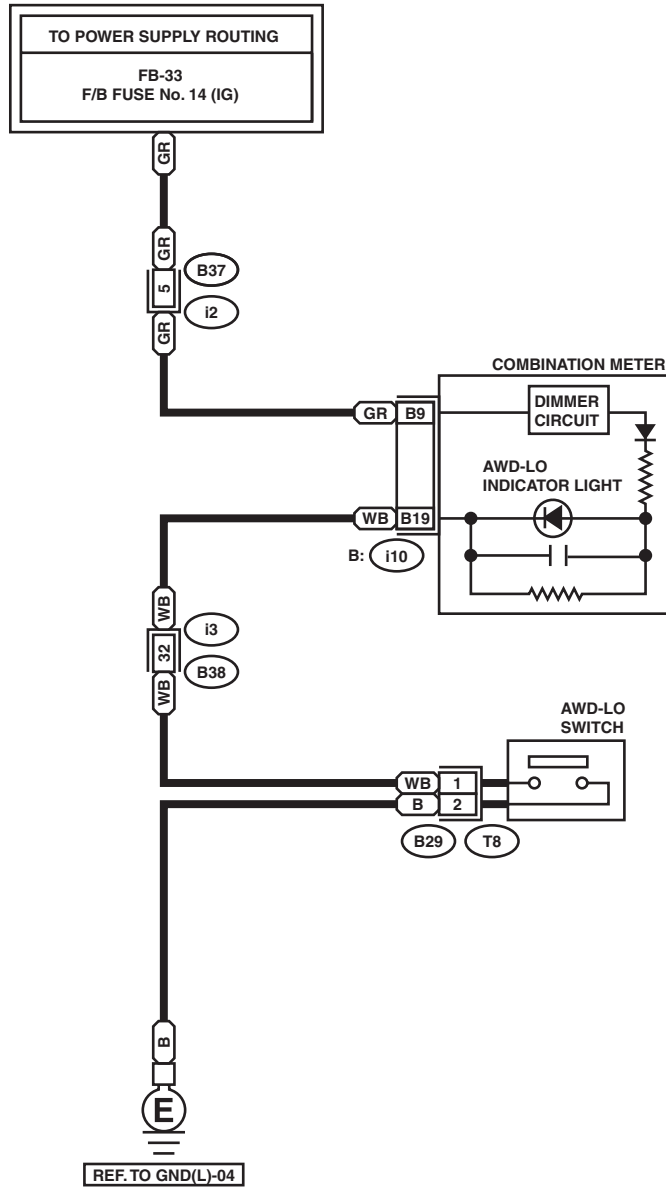 TO POWER SUPPLY ROUTING
FB-33
F/B FUSE No. 14 (IG)
GR
GR
B37
5
i2
GR
COMBINATION METER
GR B9
DIMMER
CIRCUIT
AWD-LO
INDICATOR LIGHT
WB B19
B: i10
WB
i3
32
B38
WB
AWD-LO
SWITCH
WB 1
B 2
B29 T8
B
E
REF. TO GND(L)-04